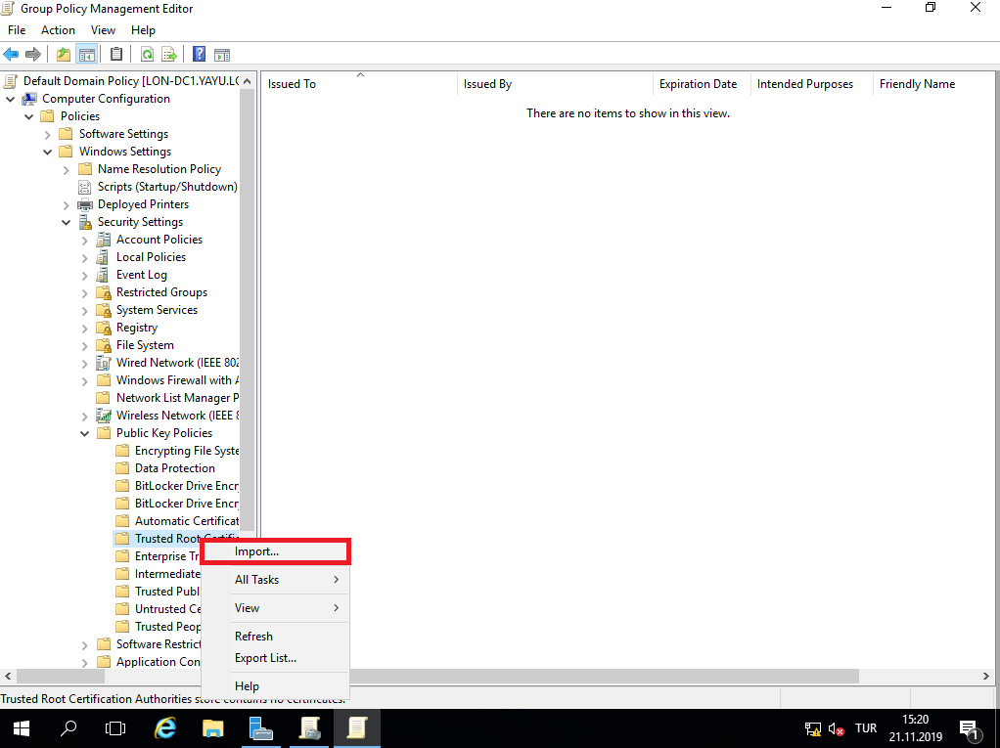 Group Policy Management Editor
File Action View Help
Default Domain Policy [LON-DC1.YAYU.LO
Computer Configuration
Policies
Software Settings
Windows Settings
Name Resolution Policy
Scripts (Startup/Shutdown)
Deployed Printers
Security Settings
Account Policies
Local Policies
Event Log
Restricted Groups
System Services
Registry
File System
Wired Network (IEEE 802
Windows Firewall with A
Network List Manager P
Wireless Network (IEEE 8
Public Key Policies
Encrypting File Syste
Data Protection
BitLocker Drive Encr
BitLocker Drive Encr
Automatic Certificat
Trusted Root Certific
Enterprise Tr
Intermediate
Trusted Publ
Untrusted Ce
Trusted Peop
Software Restrict
Application Con
Issued To Issued By Expiration Date Intended Purposes Friendly Name
There are no items to show in this view.
Import...
All Tasks
View
Refresh
Export List...
Help
Trusted Root Certification Authorities store contains no certificates.
TUR
15:20
21.11.2019
1